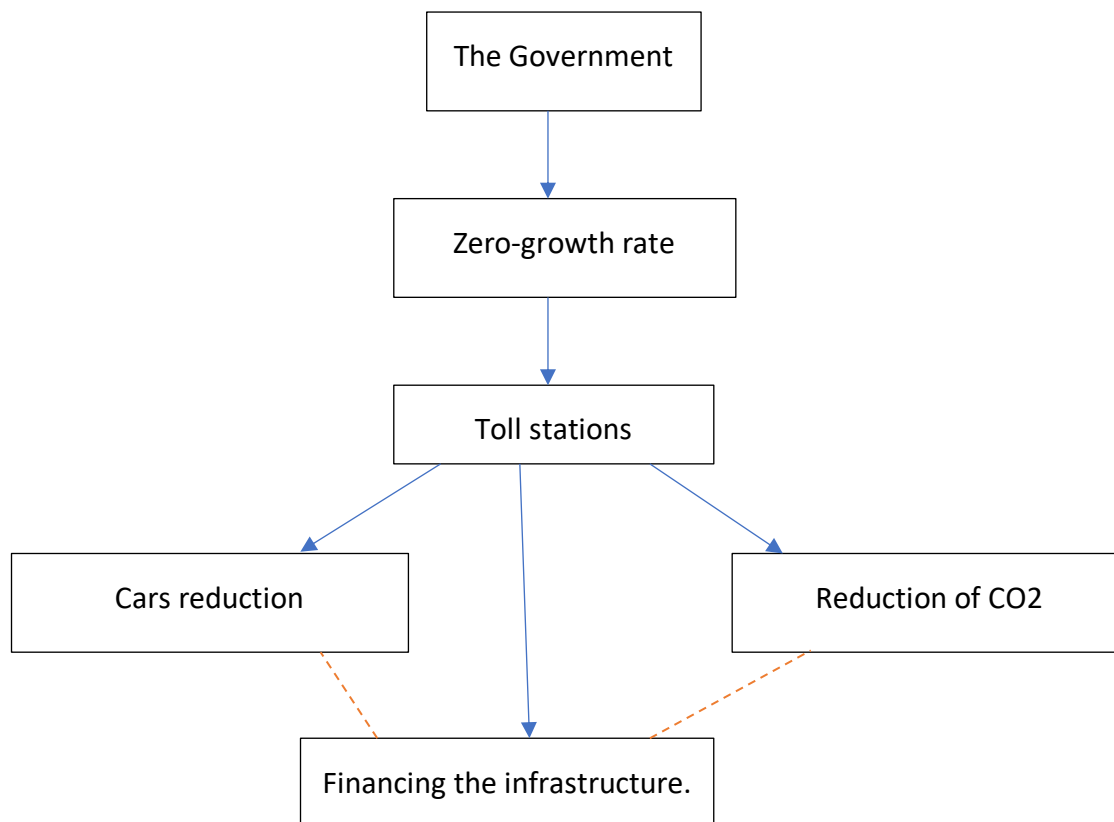 The Government
Zero-growth rate
Toll stations
Cars reduction
Reduction of CO2
Financing the infrastructure.